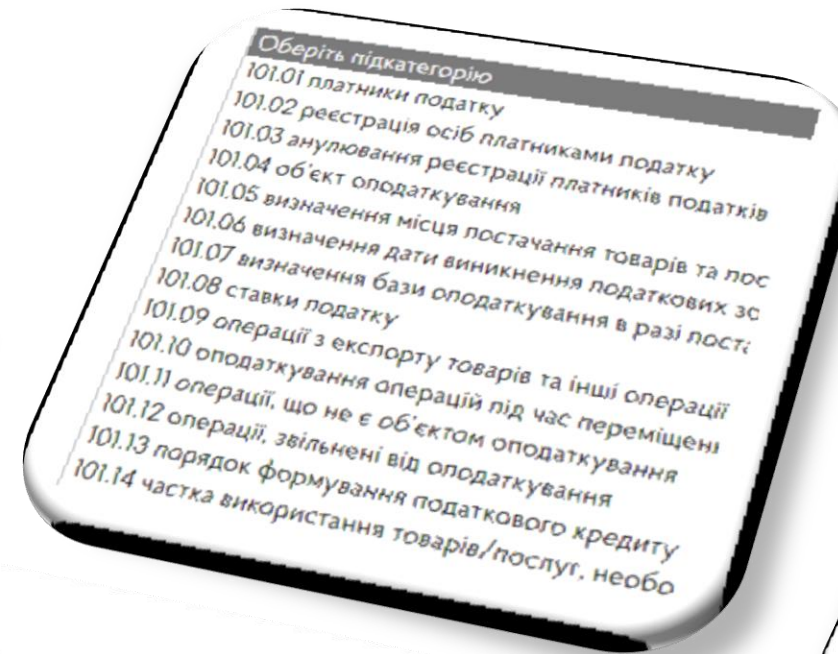 Оберіть підкатегорію
101.01 платники податку
101.02 реєстрація осіб платниками податку
101.03 анулювання реєстрації платників податків
101.04 об'єкт оподаткування
101.05 визначення місця постачання товарів та пос
101.06 визначення дати виникнення податкових зо
101.07 визначення бази оподаткування в разі поста
101.08 ставки податку
101.09 операції з експорту товарів та інші операції
101.10 оподаткування операцій під час переміщенн
101.11 операції, що не є об'єктом оподаткування
101.12 операції, звільнені від оподаткування
101.13 порядок формування податкового кредиту
101.14 частка використання товарів/послуг, необо